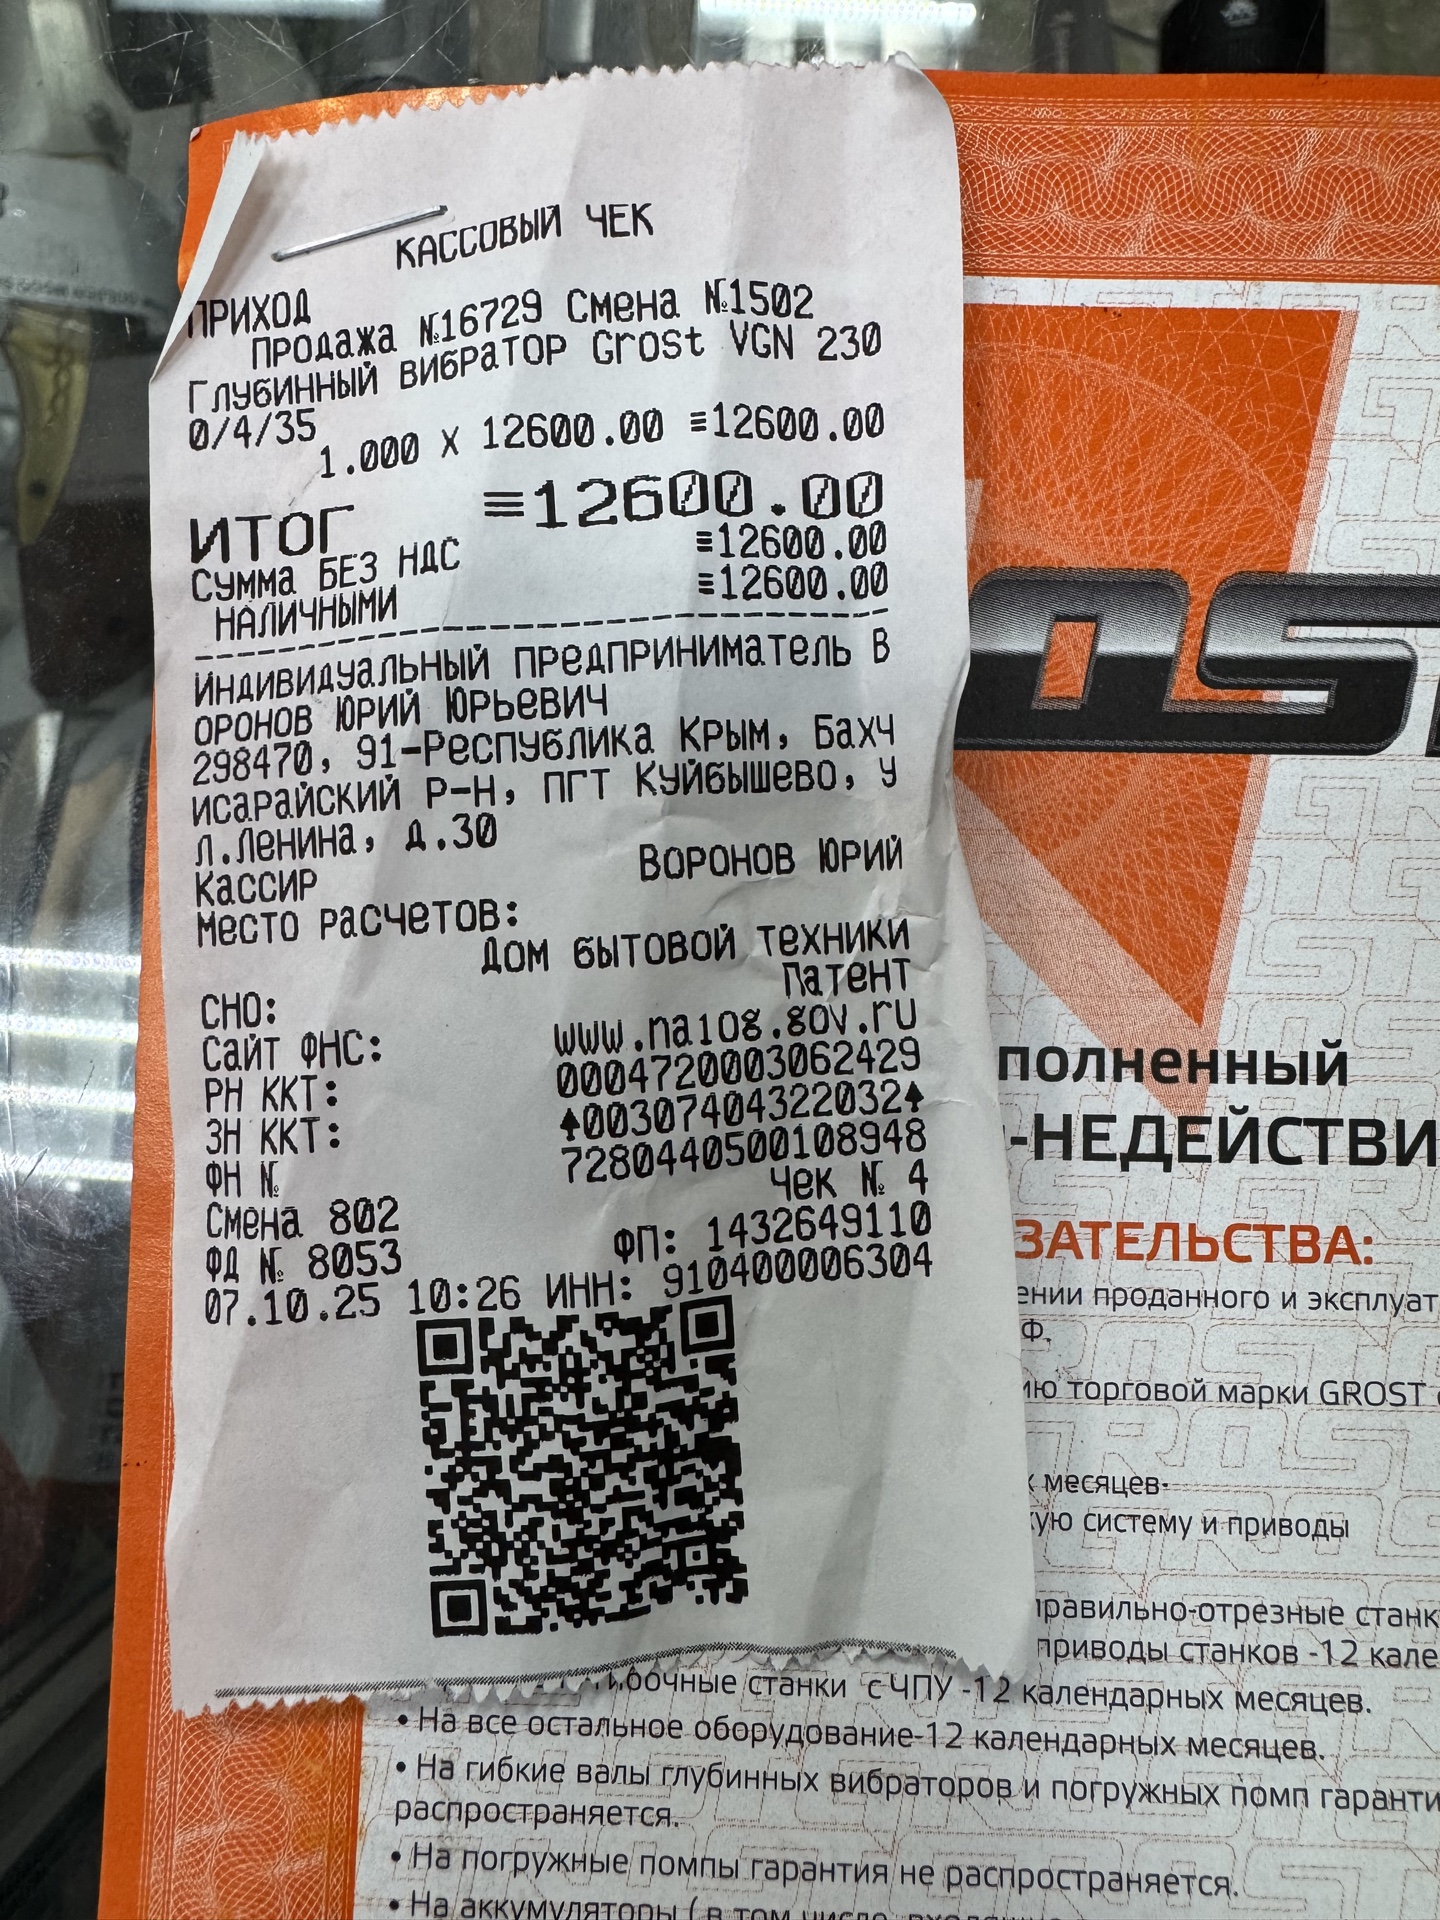 КАССОВЫЙ ЧЕК
ПРИХОД
Продажа №16729 Смена №1502
Глубинный вибратор Grost VGN 230
0/4/35
1.000 X 12600.00 ≡12600.00
ИТОГ ≡12600.00
СУММА БЕЗ НДС ≡12600.00
НАЛИЧНЫМИ ≡12600.00
Индивидуальный предприниматель В
оронов Юрий Юрьевич
298470, 91-Республика Крым, Бахч
исарайский р-н, пгт Куйбышево, у
л.Ленина, д.30
Кассир Воронов Юрий
Место расчетов:
Дом бытовой техники
СНО: Патент
Сайт ФНС: www.nalog.gov.ru
РН ККТ: 0004720003062429
ЗН ККТ: 00307404322032
ФН № 7280440500108948
Смена 802 Чек № 4
ФД № 8053 ФП: 1432649110
07.10.25 10:26 ИНН: 910400006304
OS
полненный
-НЕДЕЙСТВИ
ЗАТЕЛЬСТВА:
ении проданного и эксплуат
Ф.
ию торговой марки GROST
х месяцев-
кую систему и приводы
правильно-отрезные станк
приводы станков -12 кале
бочные станки с ЧПУ -12 календарных месяцев.
• На все остальное оборудование-12 календарных месяцев.
• На гибкие валы глубинных вибраторов и погружных помп гаранти
распространяется.
• На погружные помпы гарантия не распространяется.
• На аккумуляторы ( в том числе,